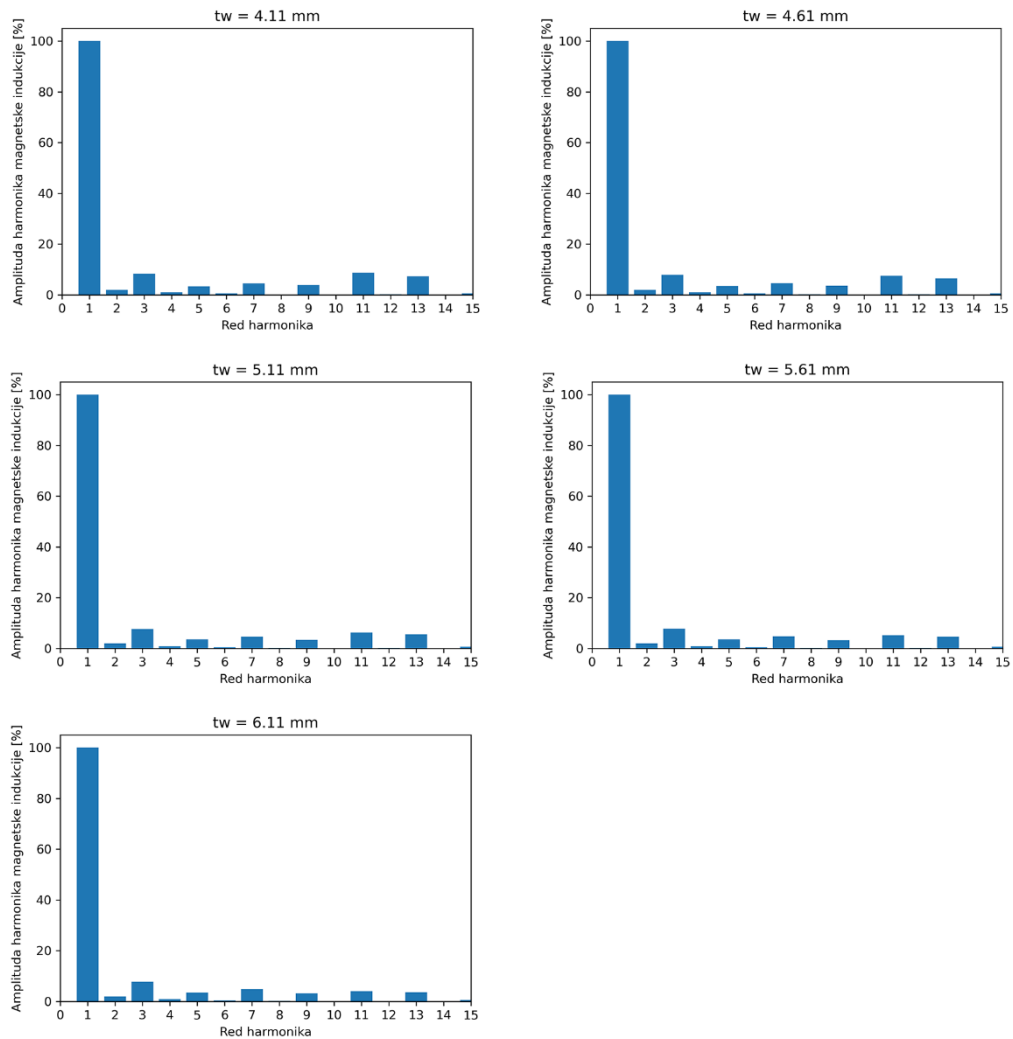 tw = 4.11 mm
Amplituda harmonika magnetske indukcije [%]
100
80
60
40
20
0
0 1 2 3 4 5 6 7 8 9 10 11 12 13 14 15
Red harmonika
tw = 4.61 mm
Amplituda harmonika magnetske indukcije [%]
100
80
60
40
20
0
0 1 2 3 4 5 6 7 8 9 10 11 12 13 14 15
Red harmonika
tw = 5.11 mm
Amplituda harmonika magnetske indukcije [%]
100
80
60
40
20
0
0 1 2 3 4 5 6 7 8 9 10 11 12 13 14 15
Red harmonika
tw = 5.61 mm
Amplituda harmonika magnetske indukcije [%]
100
80
60
40
20
0
0 1 2 3 4 5 6 7 8 9 10 11 12 13 14 15
Red harmonika
tw = 6.11 mm
Amplituda harmonika magnetske indukcije [%]
100
80
60
40
20
0
0 1 2 3 4 5 6 7 8 9 10 11 12 13 14 15
Red harmonika